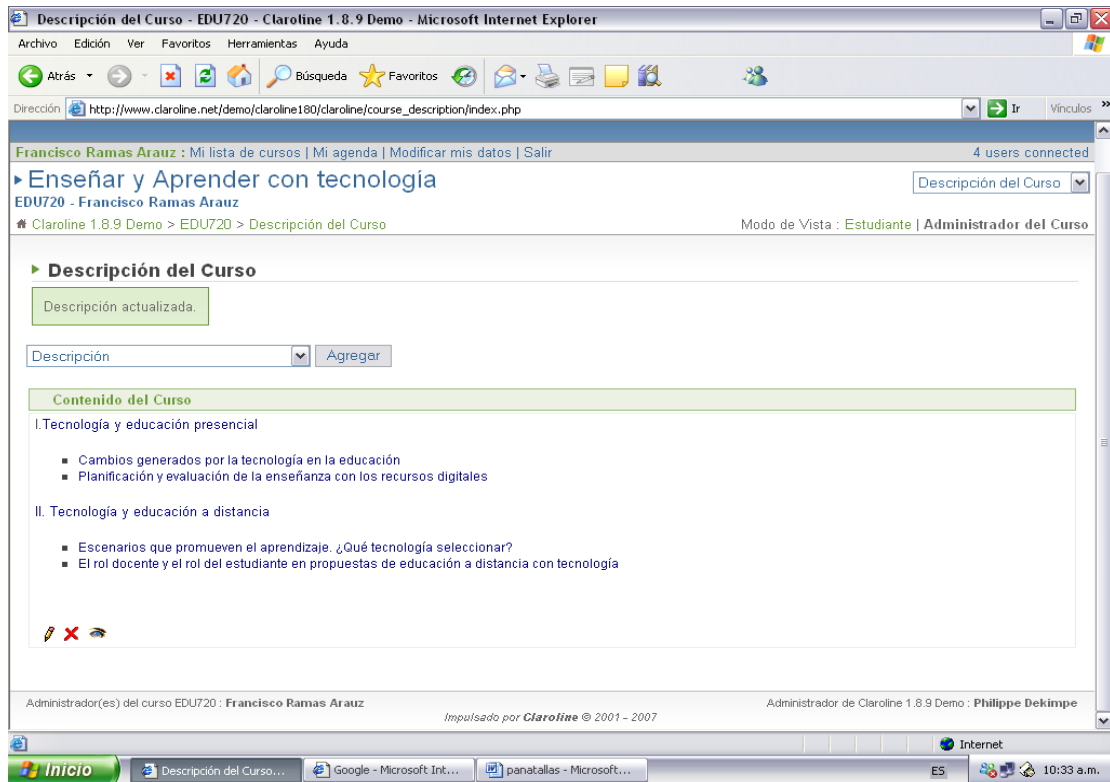 Descripción del Curso - EDU720 - Claroline 1.8.9 Demo - Microsoft Internet Explorer
Archivo Edición Ver Favoritos Herramientas Ayuda
Atrás Búsqueda Favoritos
Dirección http://www.claroline.net/demo/claroline180/claroline/course_description/index.php Ir Vínculos »
Francisco Ramas Arauz : Mi lista de cursos | Mi agenda | Modificar mis datos | Salir 4 users connected
Enseñar y Aprender con tecnología Descripción del Curso
EDU720 - Francisco Ramas Arauz
Claroline 1.8.9 Demo > EDU720 > Descripción del Curso Modo de Vista : Estudiante | Administrador del Curso
Descripción del Curso
Descripción actualizada.
Descripción Agregar
Contenido del Curso
I.Tecnología y educación presencial
Cambios generados por la tecnología en la educación
Planificación y evaluación de la enseñanza con los recursos digitales
II. Tecnología y educación a distancia
Escenarios que promueven el aprendizaje. ¿Qué tecnología seleccionar?
El rol docente y el rol del estudiante en propuestas de educación a distancia con tecnología
Administrador(es) del curso EDU720 : Francisco Ramas Arauz Administrador de Claroline 1.8.9 Demo : Philippe Dekimpe
Impulsado por Claroline © 2001 - 2007
Internet
Inicio Descripción del Curso... Google - Microsoft Int... panatallas - Microsoft... ES 10:33 a.m.